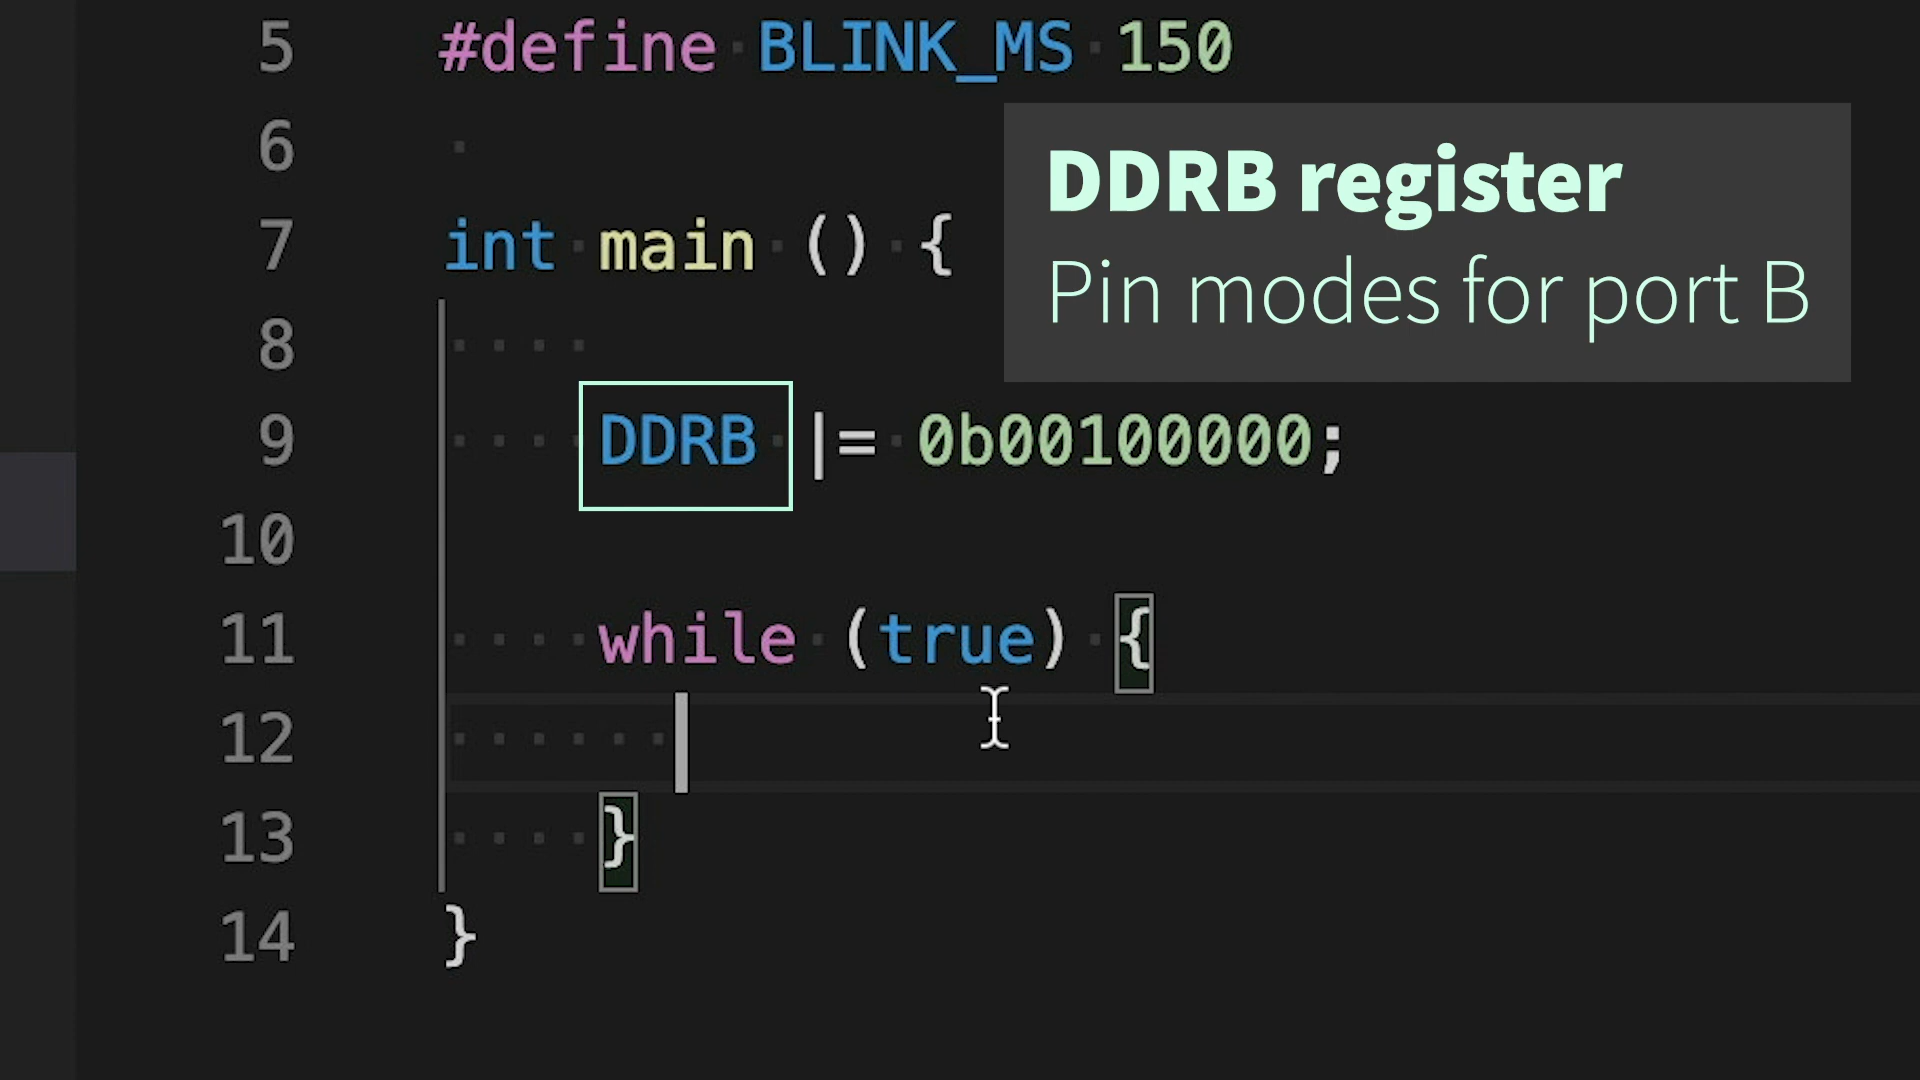 5 #define BLINK_MS 150
6
7 int main () {
DDRB register
Pin modes for port B
8
9 DDRB |= 0b00100000;
10
11 while (true) {
12
13 }
14 }